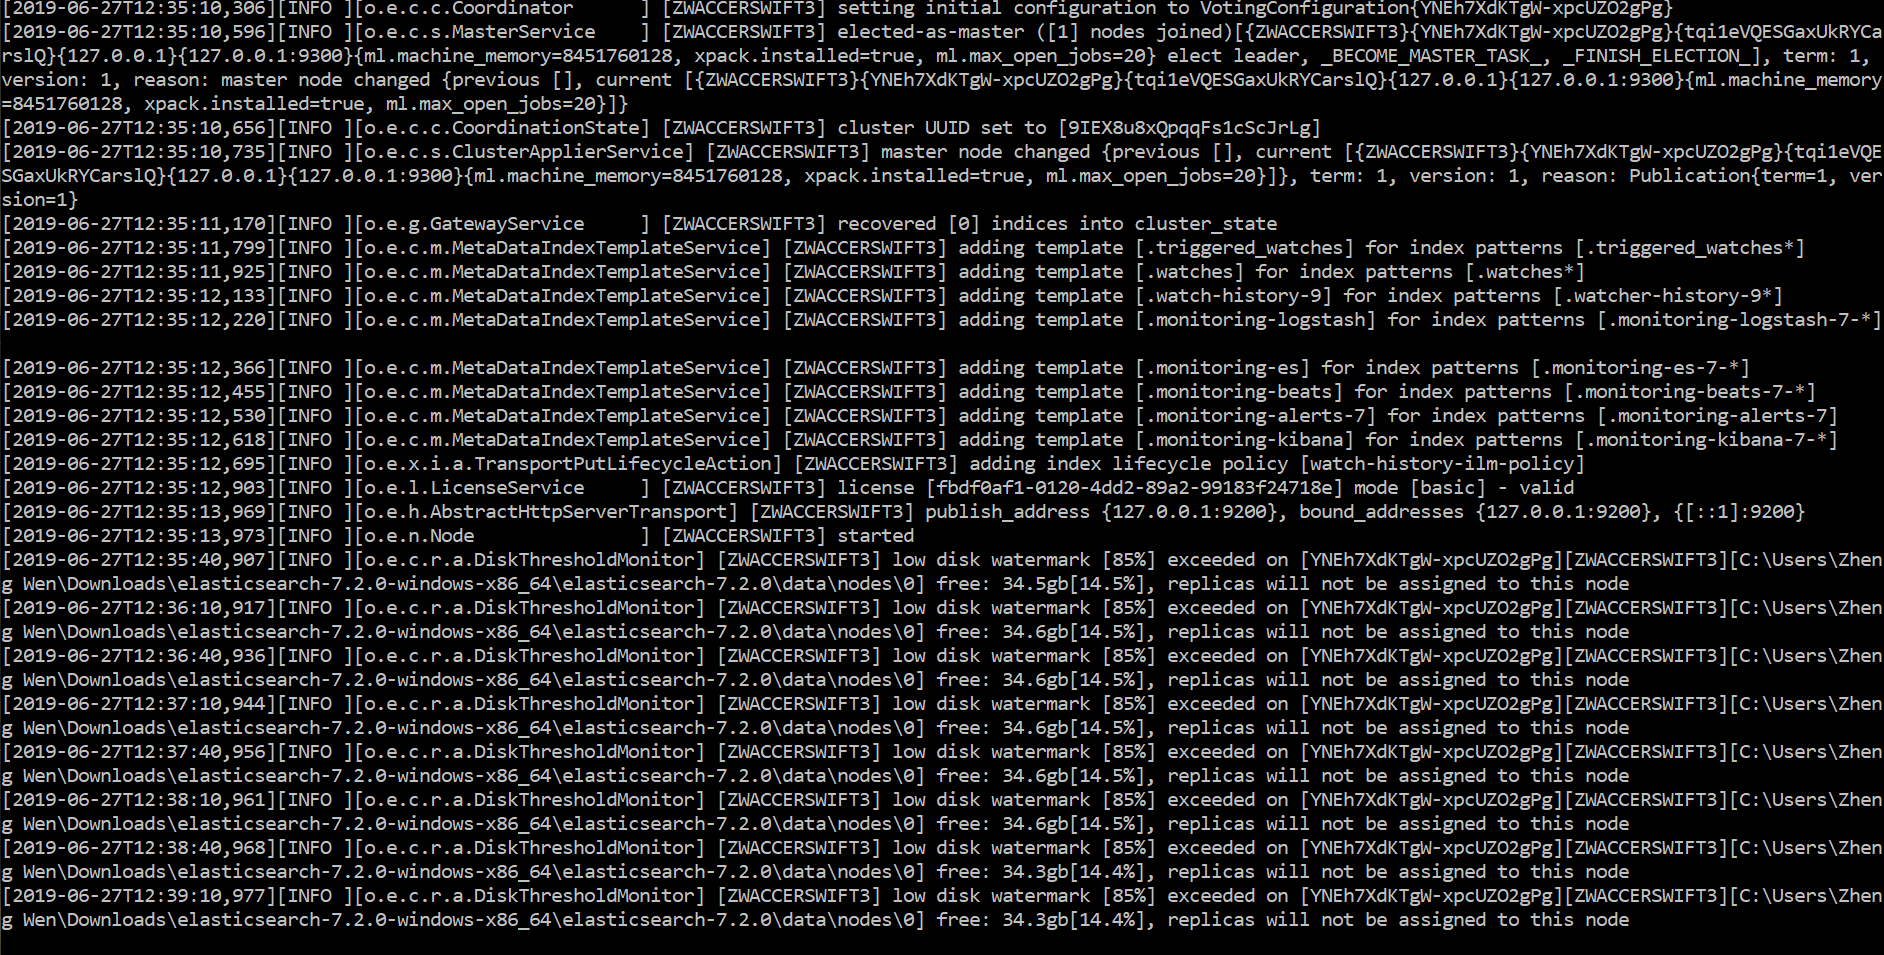 [2019-06-27T12:35:10,306][INFO ][o.e.c.c.Coordinator      ] [ZWACCERSWIFT3] setting initial configuration to VotingConfiguration{YNEh7XdKTgW-xpcUZO2gPg}
[2019-06-27T12:35:10,596][INFO ][o.e.c.s.MasterService    ] [ZWACCERSWIFT3] elected-as-master ([1] nodes joined)[{ZWACCERSWIFT3}{YNEh7XdKTgW-xpcUZO2gPg}{tqi1eVQESGaxUkRYCa
rslQ}{127.0.0.1}{127.0.0.1:9300}{ml.machine_memory=8451760128, xpack.installed=true, ml.max_open_jobs=20} elect leader, _BECOME_MASTER_TASK_, _FINISH_ELECTION_], term: 1,
version: 1, reason: master node changed {previous [], current [{ZWACCERSWIFT3}{YNEh7XdKTgW-xpcUZO2gPg}{tqi1eVQESGaxUkRYCarslQ}{127.0.0.1}{127.0.0.1:9300}{ml.machine_memory
=8451760128, xpack.installed=true, ml.max_open_jobs=20}]}
[2019-06-27T12:35:10,656][INFO ][o.e.c.c.CoordinationState] [ZWACCERSWIFT3] cluster UUID set to [9IEX8u8xQpqqFs1cScJrLg]
[2019-06-27T12:35:10,735][INFO ][o.e.c.s.ClusterApplierService] [ZWACCERSWIFT3] master node changed {previous [], current [{ZWACCERSWIFT3}{YNEh7XdKTgW-xpcUZO2gPg}{tqi1eVQE
SGaxUkRYCarslQ}{127.0.0.1}{127.0.0.1:9300}{ml.machine_memory=8451760128, xpack.installed=true, ml.max_open_jobs=20}]}, term: 1, version: 1, reason: Publication{term=1, ver
sion=1}
[2019-06-27T12:35:11,170][INFO ][o.e.g.GatewayService     ] [ZWACCERSWIFT3] recovered [0] indices into cluster_state
[2019-06-27T12:35:11,799][INFO ][o.e.c.m.MetaDataIndexTemplateService] [ZWACCERSWIFT3] adding template [.triggered_watches] for index patterns [.triggered_watches*]
[2019-06-27T12:35:11,925][INFO ][o.e.c.m.MetaDataIndexTemplateService] [ZWACCERSWIFT3] adding template [.watches] for index patterns [.watches*]
[2019-06-27T12:35:12,133][INFO ][o.e.c.m.MetaDataIndexTemplateService] [ZWACCERSWIFT3] adding template [.watch-history-9] for index patterns [.watcher-history-9*]
[2019-06-27T12:35:12,220][INFO ][o.e.c.m.MetaDataIndexTemplateService] [ZWACCERSWIFT3] adding template [.monitoring-logstash] for index patterns [.monitoring-logstash-7-*]
[2019-06-27T12:35:12,366][INFO ][o.e.c.m.MetaDataIndexTemplateService] [ZWACCERSWIFT3] adding template [.monitoring-es] for index patterns [.monitoring-es-7-*]
[2019-06-27T12:35:12,455][INFO ][o.e.c.m.MetaDataIndexTemplateService] [ZWACCERSWIFT3] adding template [.monitoring-beats] for index patterns [.monitoring-beats-7-*]
[2019-06-27T12:35:12,530][INFO ][o.e.c.m.MetaDataIndexTemplateService] [ZWACCERSWIFT3] adding template [.monitoring-alerts-7] for index patterns [.monitoring-alerts-7]
[2019-06-27T12:35:12,618][INFO ][o.e.c.m.MetaDataIndexTemplateService] [ZWACCERSWIFT3] adding template [.monitoring-kibana] for index patterns [.monitoring-kibana-7-*]
[2019-06-27T12:35:12,695][INFO ][o.e.x.i.a.TransportPutLifecycleAction] [ZWACCERSWIFT3] adding index lifecycle policy [watch-history-ilm-policy]
[2019-06-27T12:35:12,903][INFO ][o.e.l.LicenseService     ] [ZWACCERSWIFT3] license [fbdf0af1-0120-4dd2-89a2-99183f24718e] mode [basic] - valid
[2019-06-27T12:35:13,969][INFO ][o.e.h.AbstractHttpServerTransport] [ZWACCERSWIFT3] publish_address {127.0.0.1:9200}, bound_addresses {127.0.0.1:9200}, {[::1]:9200}
[2019-06-27T12:35:13,973][INFO ][o.e.n.Node               ] [ZWACCERSWIFT3] started
[2019-06-27T12:35:40,907][INFO ][o.e.c.r.a.DiskThresholdMonitor] [ZWACCERSWIFT3] low disk watermark [85%] exceeded on [YNEh7XdKTgW-xpcUZO2gPg][ZWACCERSWIFT3][C:\Users\Zhen
g Wen\Downloads\elasticsearch-7.2.0-windows-x86_64\elasticsearch-7.2.0\data\nodes\0] free: 34.5gb[14.5%], replicas will not be assigned to this node
[2019-06-27T12:36:10,917][INFO ][o.e.c.r.a.DiskThresholdMonitor] [ZWACCERSWIFT3] low disk watermark [85%] exceeded on [YNEh7XdKTgW-xpcUZO2gPg][ZWACCERSWIFT3][C:\Users\Zhen
g Wen\Downloads\elasticsearch-7.2.0-windows-x86_64\elasticsearch-7.2.0\data\nodes\0] free: 34.6gb[14.5%], replicas will not be assigned to this node
[2019-06-27T12:36:40,936][INFO ][o.e.c.r.a.DiskThresholdMonitor] [ZWACCERSWIFT3] low disk watermark [85%] exceeded on [YNEh7XdKTgW-xpcUZO2gPg][ZWACCERSWIFT3][C:\Users\Zhen
g Wen\Downloads\elasticsearch-7.2.0-windows-x86_64\elasticsearch-7.2.0\data\nodes\0] free: 34.6gb[14.5%], replicas will not be assigned to this node
[2019-06-27T12:37:10,944][INFO ][o.e.c.r.a.DiskThresholdMonitor] [ZWACCERSWIFT3] low disk watermark [85%] exceeded on [YNEh7XdKTgW-xpcUZO2gPg][ZWACCERSWIFT3][C:\Users\Zhen
g Wen\Downloads\elasticsearch-7.2.0-windows-x86_64\elasticsearch-7.2.0\data\nodes\0] free: 34.6gb[14.5%], replicas will not be assigned to this node
[2019-06-27T12:37:40,956][INFO ][o.e.c.r.a.DiskThresholdMonitor] [ZWACCERSWIFT3] low disk watermark [85%] exceeded on [YNEh7XdKTgW-xpcUZO2gPg][ZWACCERSWIFT3][C:\Users\Zhen
g Wen\Downloads\elasticsearch-7.2.0-windows-x86_64\elasticsearch-7.2.0\data\nodes\0] free: 34.6gb[14.5%], replicas will not be assigned to this node
[2019-06-27T12:38:10,961][INFO ][o.e.c.r.a.DiskThresholdMonitor] [ZWACCERSWIFT3] low disk watermark [85%] exceeded on [YNEh7XdKTgW-xpcUZO2gPg][ZWACCERSWIFT3][C:\Users\Zhen
g Wen\Downloads\elasticsearch-7.2.0-windows-x86_64\elasticsearch-7.2.0\data\nodes\0] free: 34.6gb[14.5%], replicas will not be assigned to this node
[2019-06-27T12:38:40,968][INFO ][o.e.c.r.a.DiskThresholdMonitor] [ZWACCERSWIFT3] low disk watermark [85%] exceeded on [YNEh7XdKTgW-xpcUZO2gPg][ZWACCERSWIFT3][C:\Users\Zhen
g Wen\Downloads\elasticsearch-7.2.0-windows-x86_64\elasticsearch-7.2.0\data\nodes\0] free: 34.3gb[14.4%], replicas will not be assigned to this node
[2019-06-27T12:39:10,977][INFO ][o.e.c.r.a.DiskThresholdMonitor] [ZWACCERSWIFT3] low disk watermark [85%] exceeded on [YNEh7XdKTgW-xpcUZO2gPg][ZWACCERSWIFT3][C:\Users\Zhen
g Wen\Downloads\elasticsearch-7.2.0-windows-x86_64\elasticsearch-7.2.0\data\nodes\0] free: 34.3gb[14.4%], replicas will not be assigned to this node